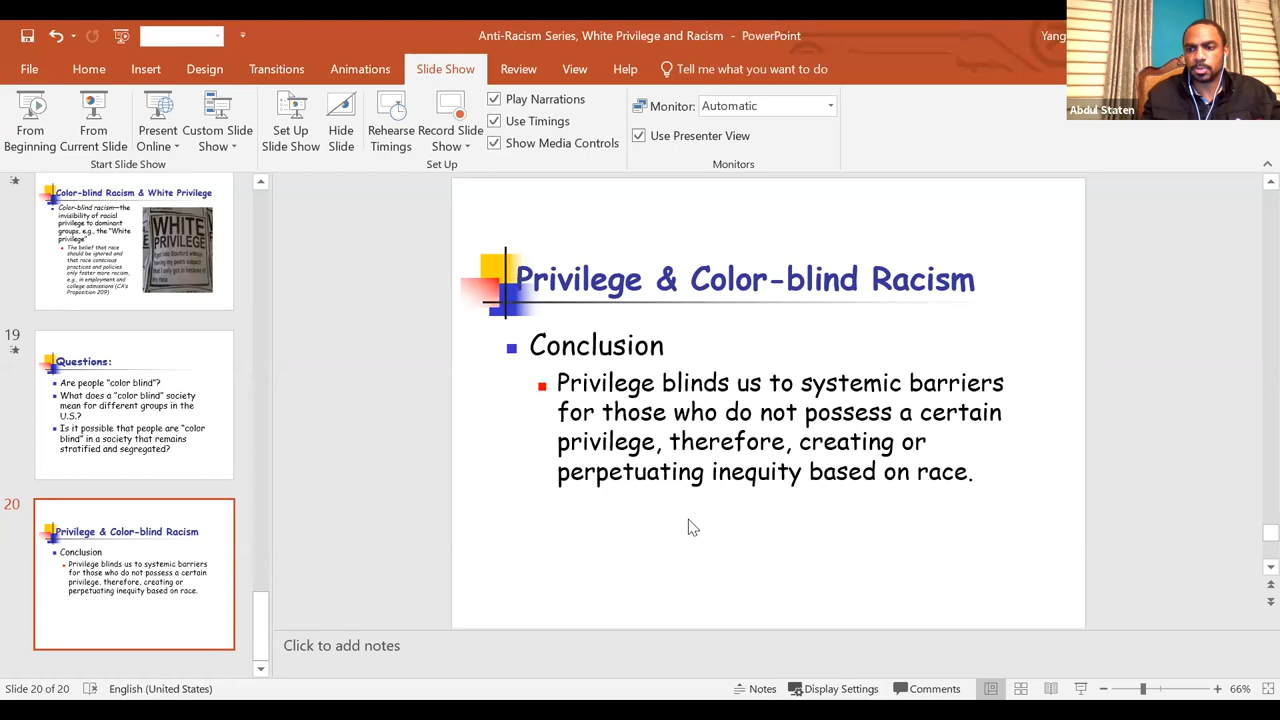 Anti-Racism Series, White Privilege and Racism - PowerPoint
Yang
File Home Insert Design Transitions Animations Slide Show Review View Help Tell me what you want to do
Abdul Staten
From Beginning
From Current Slide
Present Online
Custom Slide Show
Start Slide Show
Set Up Slide Show
Hide Slide
Rehearse Timings
Record Slide Show
Play Narrations
Use Timings
Show Media Controls
Set Up
Monitor: Automatic
Use Presenter View
Monitors
Color-blind Racism & White Privilege
Color-blind racism—the
invisibility of racial
privilege to dominant
groups, e.g., the "White
privilege"
The belief that race
should be ignored and
that race conscious
practices and policies
only foster more racism,
e.g., in employment and
college admissions (CA's
Proposition 209)
WHITE
PRIVILEGE
19
Questions:
Are people "color blind"?
What does a "color blind" society
mean for different groups in the
U.S.?
Is it possible that people are "color
blind" in a society that remains
stratified and segregated?
20
Privilege & Color-blind Racism
Conclusion
Privilege blinds us to systemic barriers
for those who do not possess a certain
privilege, therefore, creating or
perpetuating inequity based on race.
Privilege & Color-blind Racism
Conclusion
Privilege blinds us to systemic barriers
for those who do not possess a certain
privilege, therefore, creating or
perpetuating inequity based on race.
Click to add notes
Slide 20 of 20 English (United States) Notes Display Settings Comments 66%